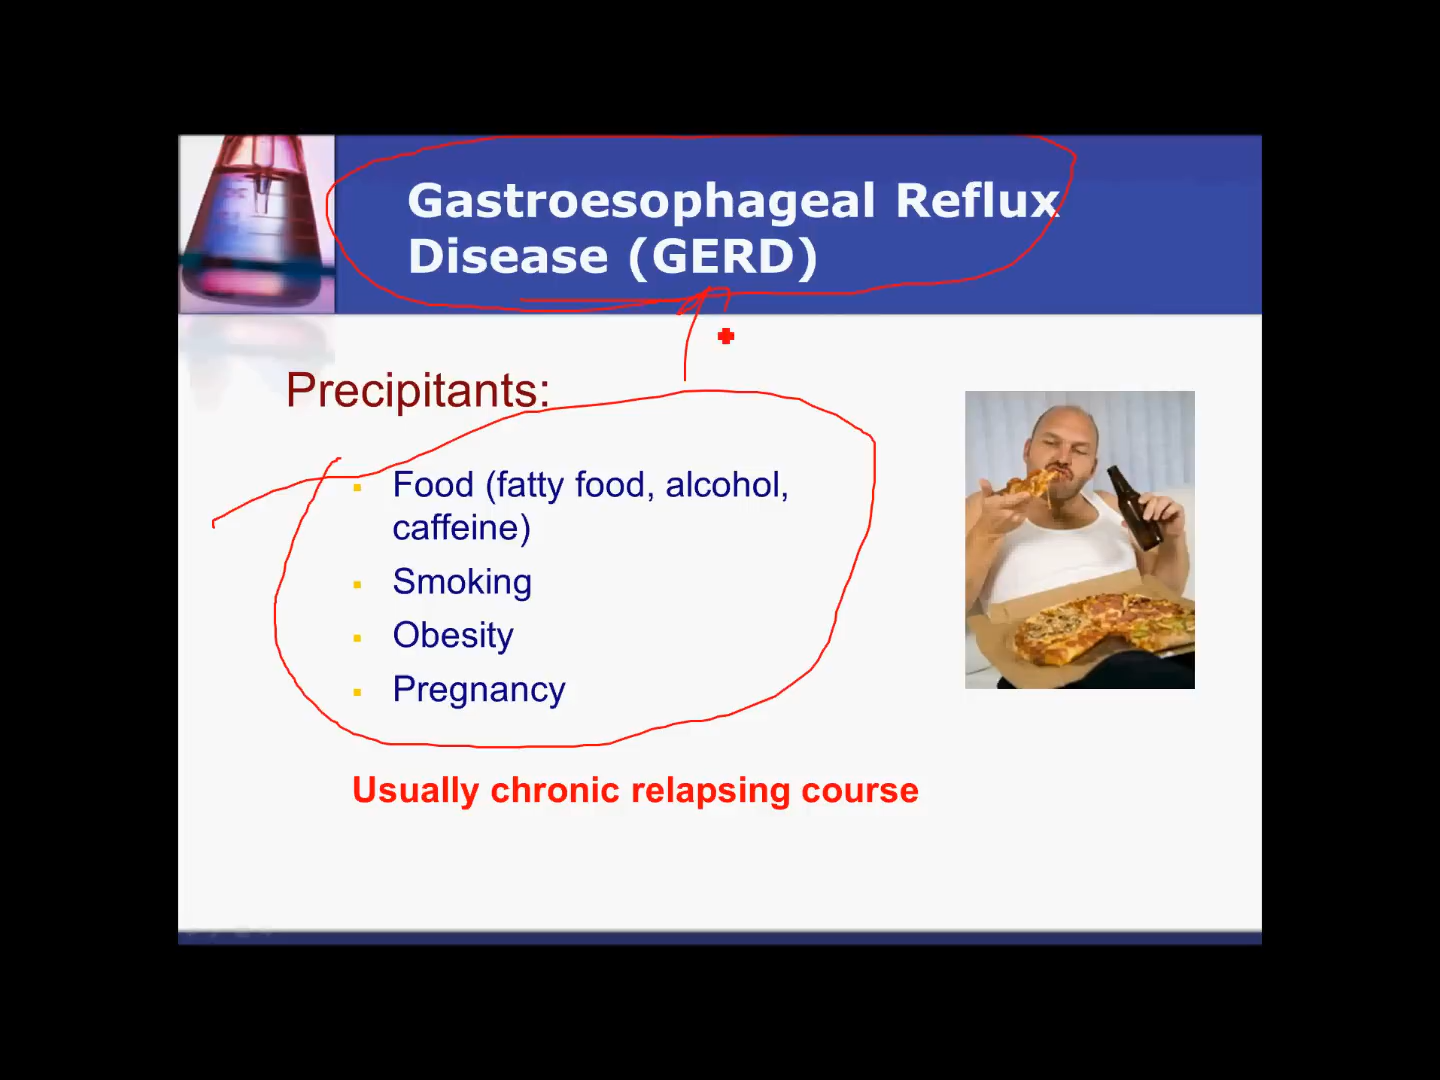 Gastroesophageal Reflux
Disease (GERD)
Precipitants:
Food (fatty food, alcohol,
caffeine)
Smoking
Obesity
Pregnancy
Usually chronic relapsing course